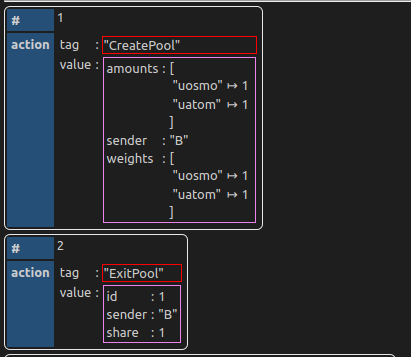 # 1
action tag : "CreatePool"
value : amounts : [
"uosmo" ↦ 1
"uatom" ↦ 1
]
sender : "B"
weights : [
"uosmo" ↦ 1
"uatom" ↦ 1
]
# 2
action tag : "ExitPool"
value : id : 1
sender : "B"
share : 1